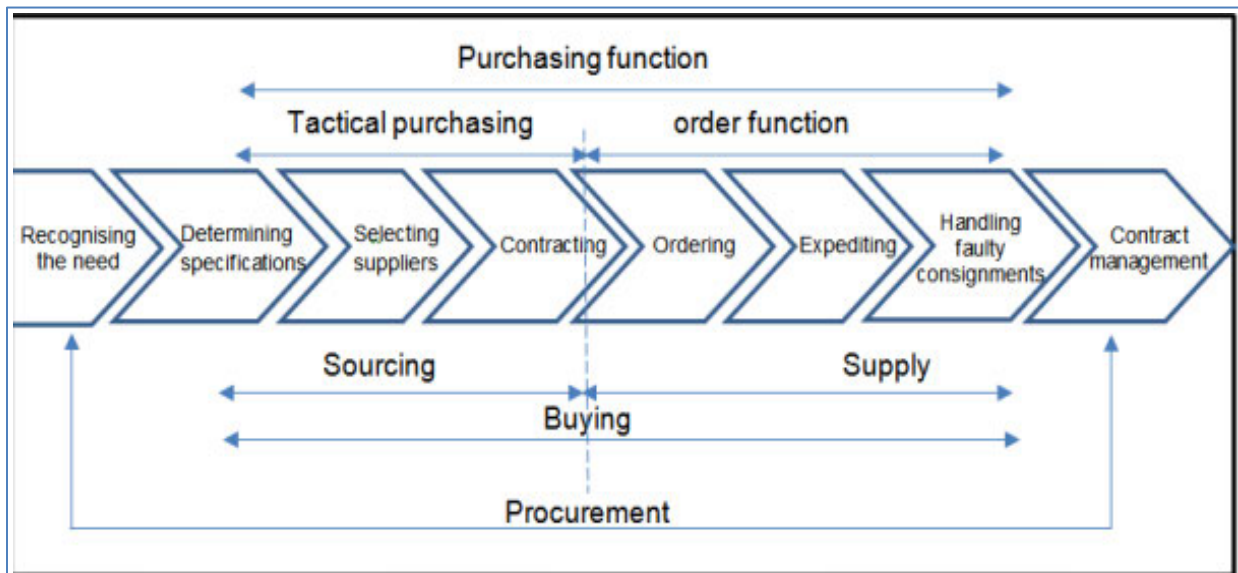 Purchasing function
Tactical purchasing
order function
Recognising
the need
Determining
specifications
Selecting
suppliers
Contracting
Ordering
Expediting
Handling
faulty
consignments
Contract
management
Sourcing
Supply
Buying
Procurement